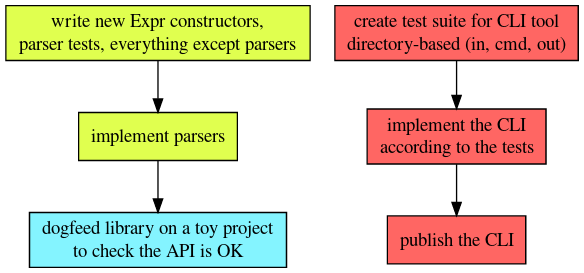 write new Expr constructors,
parser tests, everything except parsers
implement parsers
dogfeed library on a toy project
to check the API is OK
create test suite for CLI tool
directory-based (in, cmd, out)
implement the CLI
according to the tests
publish the CLI